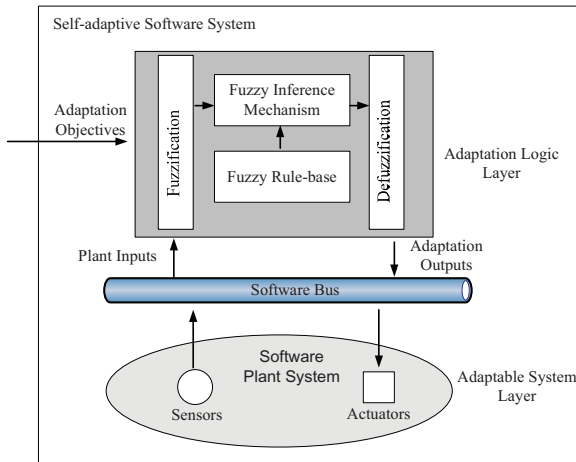 Self-adaptive Software System
Adaptation
Objectives
Fuzzification
Fuzzy Inference
Mechanism
Fuzzy Rule-base
Defuzzification
Adaptation Logic
Layer
Plant Inputs
Adaptation
Outputs
Software Bus
Software
Plant System
Sensors
Actuators
Adaptable System
Layer